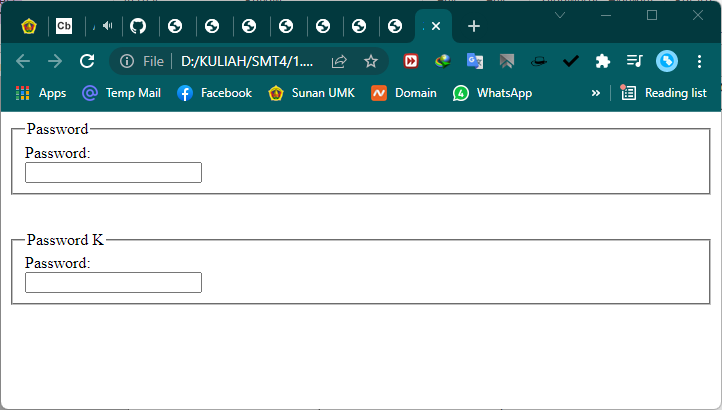 Cb
File D:/KULIAH/SMT4/1....
Apps Temp Mail Facebook Sunan UMK Domain WhatsApp » Reading list
Password
Password:
Password K
Password: